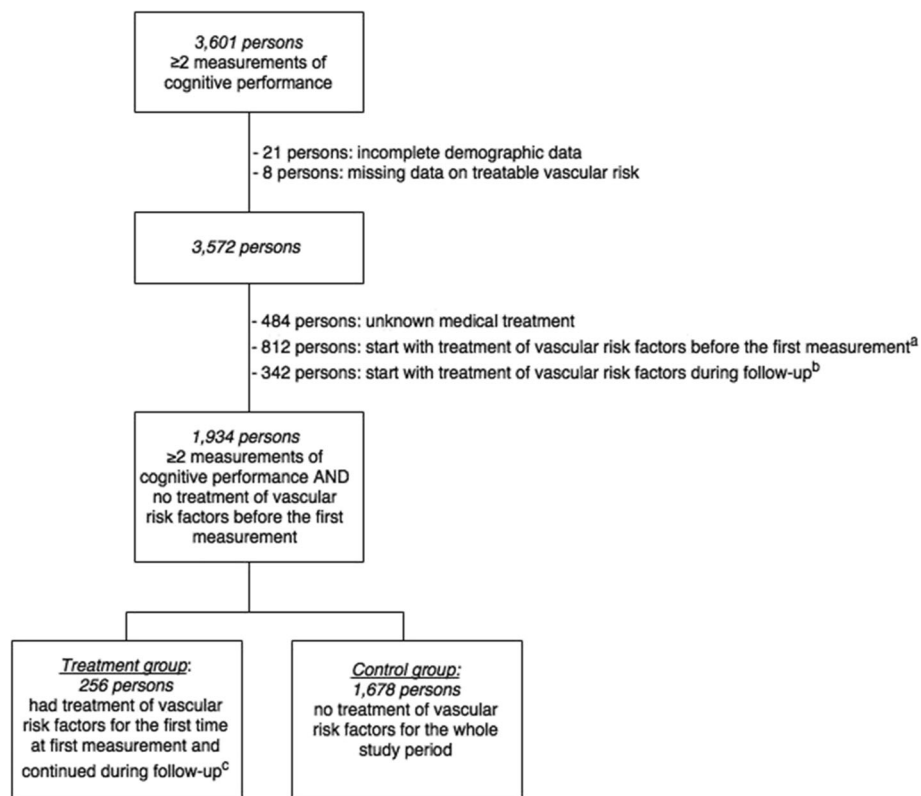 3,601 persons
≥2 measurements of
cognitive performance
- 21 persons: incomplete demographic data
- 8 persons: missing data on treatable vascular risk
3,572 persons
- 484 persons: unknown medical treatment
- 812 persons: start with treatment of vascular risk factors before the first measurementᵃ
- 342 persons: start with treatment of vascular risk factors during follow-upᵇ
1,934 persons
≥2 measurements of
cognitive performance AND
no treatment of vascular
risk factors before the first
measurement
Treatment group:
256 persons
had treatment of vascular
risk factors for the first time
at first measurement and
continued during follow-upᶜ
Control group:
1,678 persons
no treatment of vascular
risk factors for the whole
study period